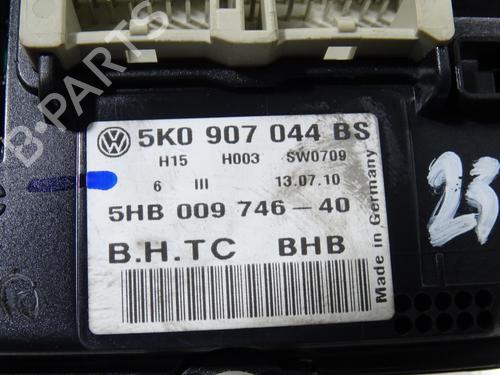 B-Parts
5K0 907 044 BS
H15 H003 SW0709
6 III 13.07.10
5HB 009 746-40
B.H.TC BHB
Made in Germany
23